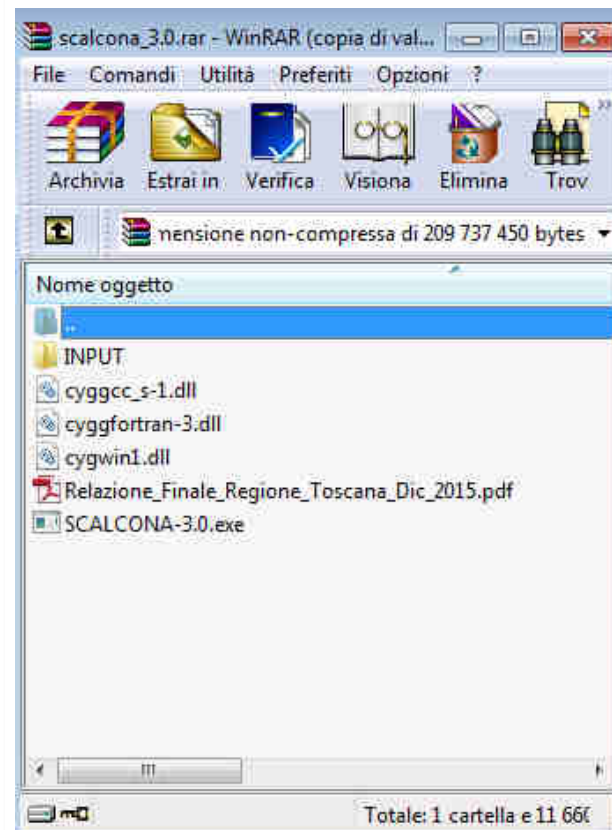 scalcona_3.0.rar - WinRAR (copia di val...
File Comandi Utilità Preferiti Opzioni ?
Archivia Estrai in Verifica Visiona Elimina Trov
mensione non-compressa di 209 737 450 bytes
Nome oggetto
..
INPUT
cyggcc_s-1.dll
cyggfortran-3.dll
cygwin1.dll
Relazione_Finale_Regione_Toscana_Dic_2015.pdf
SCALCONA-3.0.exe
Totale: 1 cartella e 11 660